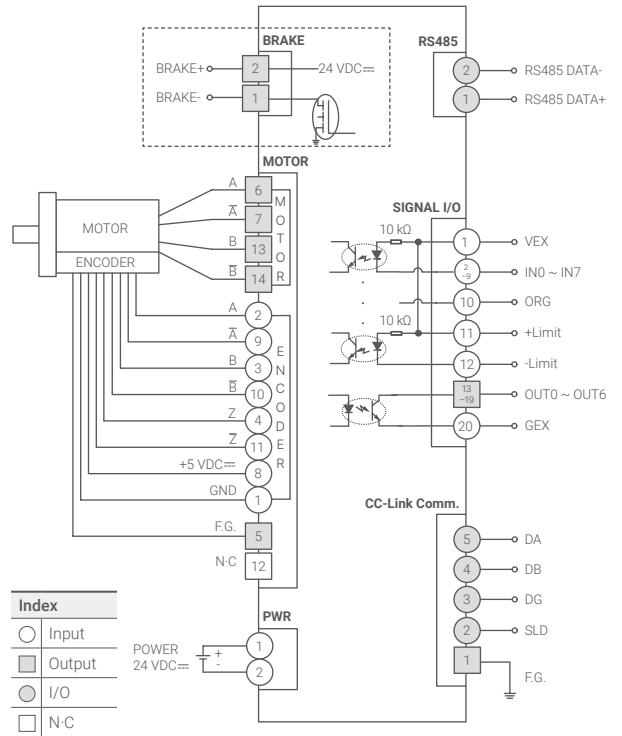 BRAKE
BRAKE+
2
24 VDC⎓
BRAKE-
1
RS485
2
RS485 DATA-
1
RS485 DATA+
MOTOR
MOTOR
ENCODER
A
6
A̅
7
B
13
B̅
14
MOTOR
A
2
A̅
9
B
3
B̅
10
Z
4
Z̅
11
+5 VDC⎓
8
GND
1
ENCODER
F.G.
5
N·C
12
SIGNAL I/O
10 kΩ
1
VEX
2
~9
IN0 ~ IN7
10
ORG
10 kΩ
11
+Limit
12
-Limit
13
~19
OUT0 ~ OUT6
20
GEX
CC-Link Comm.
5
DA
4
DB
3
DG
2
SLD
1
F.G.
PWR
POWER
24 VDC⎓
+
-
1
2
Index
Input
Output
I/O
N·C